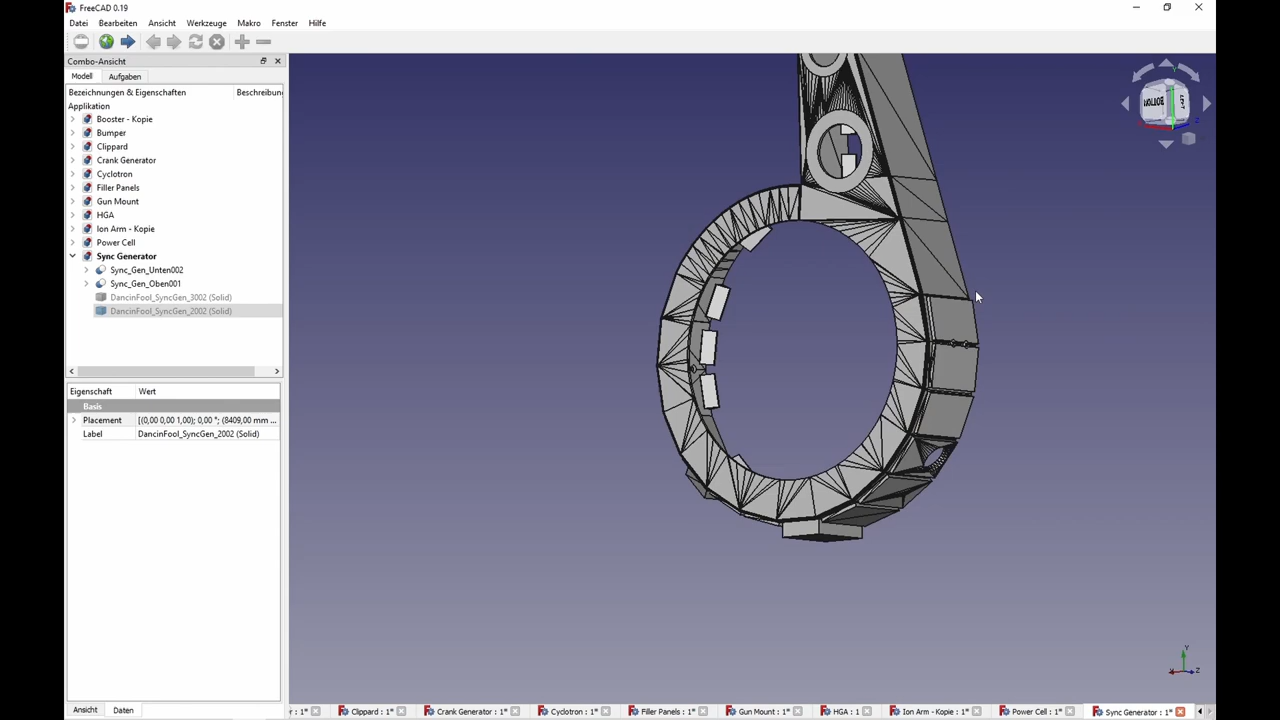 FreeCAD 0.19
Datei Bearbeiten Ansicht Werkzeuge Makro Fenster Hilfe
Combo-Ansicht
Modell Aufgaben
Bezeichnungen & Eigenschaften Beschreibun
Applikation
Booster - Kopie
Bumper
Clippard
Crank Generator
Cyclotron
Filler Panels
Gun Mount
HGA
Ion Arm - Kopie
Power Cell
Sync Generator
Sync_Gen_Unten002
Sync_Gen_Oben001
DancinFool_SyncGen_3002 (Solid)
DancinFool_SyncGen_2002 (Solid)
Eigenschaft Wert
Basis
Placement [(0,00 0,00 1,00); 0,00 °; (8409,00 mm ...
Label DancinFool_SyncGen_2002 (Solid)
BOTTOM LEFT
Z
Y
X Z
Ansicht Daten
r : 1* Clippard : 1* Crank Generator : 1* Cyclotron : 1* Filler Panels : 1* Gun Mount : 1* HGA : 1 Ion Arm - Kopie : 1* Power Cell : 1* Sync Generator : 1*